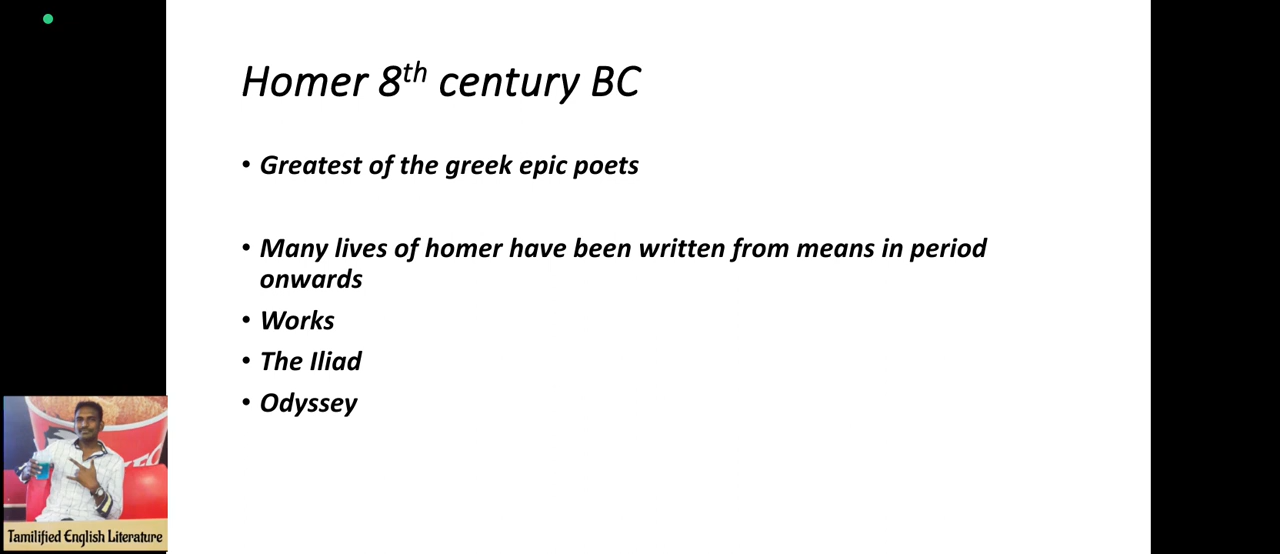 Homer 8th century BC
• Greatest of the greek epic poets
• Many lives of homer have been written from means in period
onwards
• Works
• The Iliad
• Odyssey
Tamilified English Literature